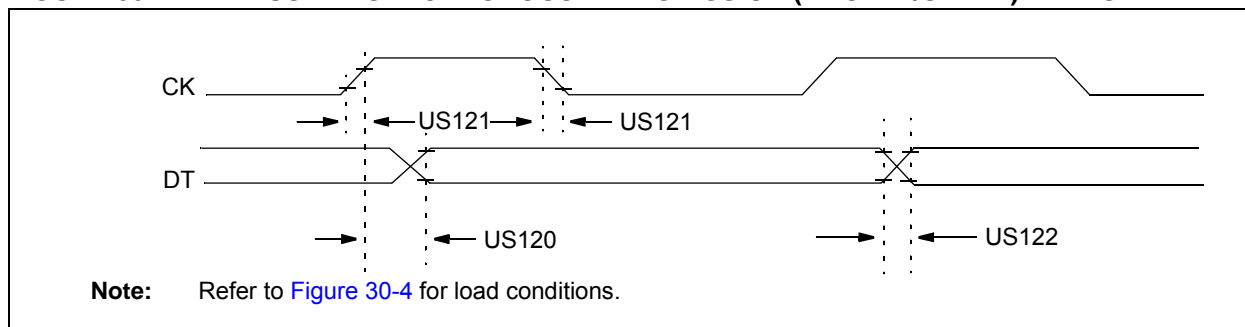 CK
US121
US121
DT
US120
US122
Note: Refer to Figure 30-4 for load conditions.